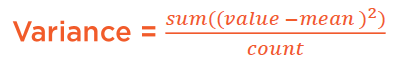 Variance = sum((value −mean )²) / count